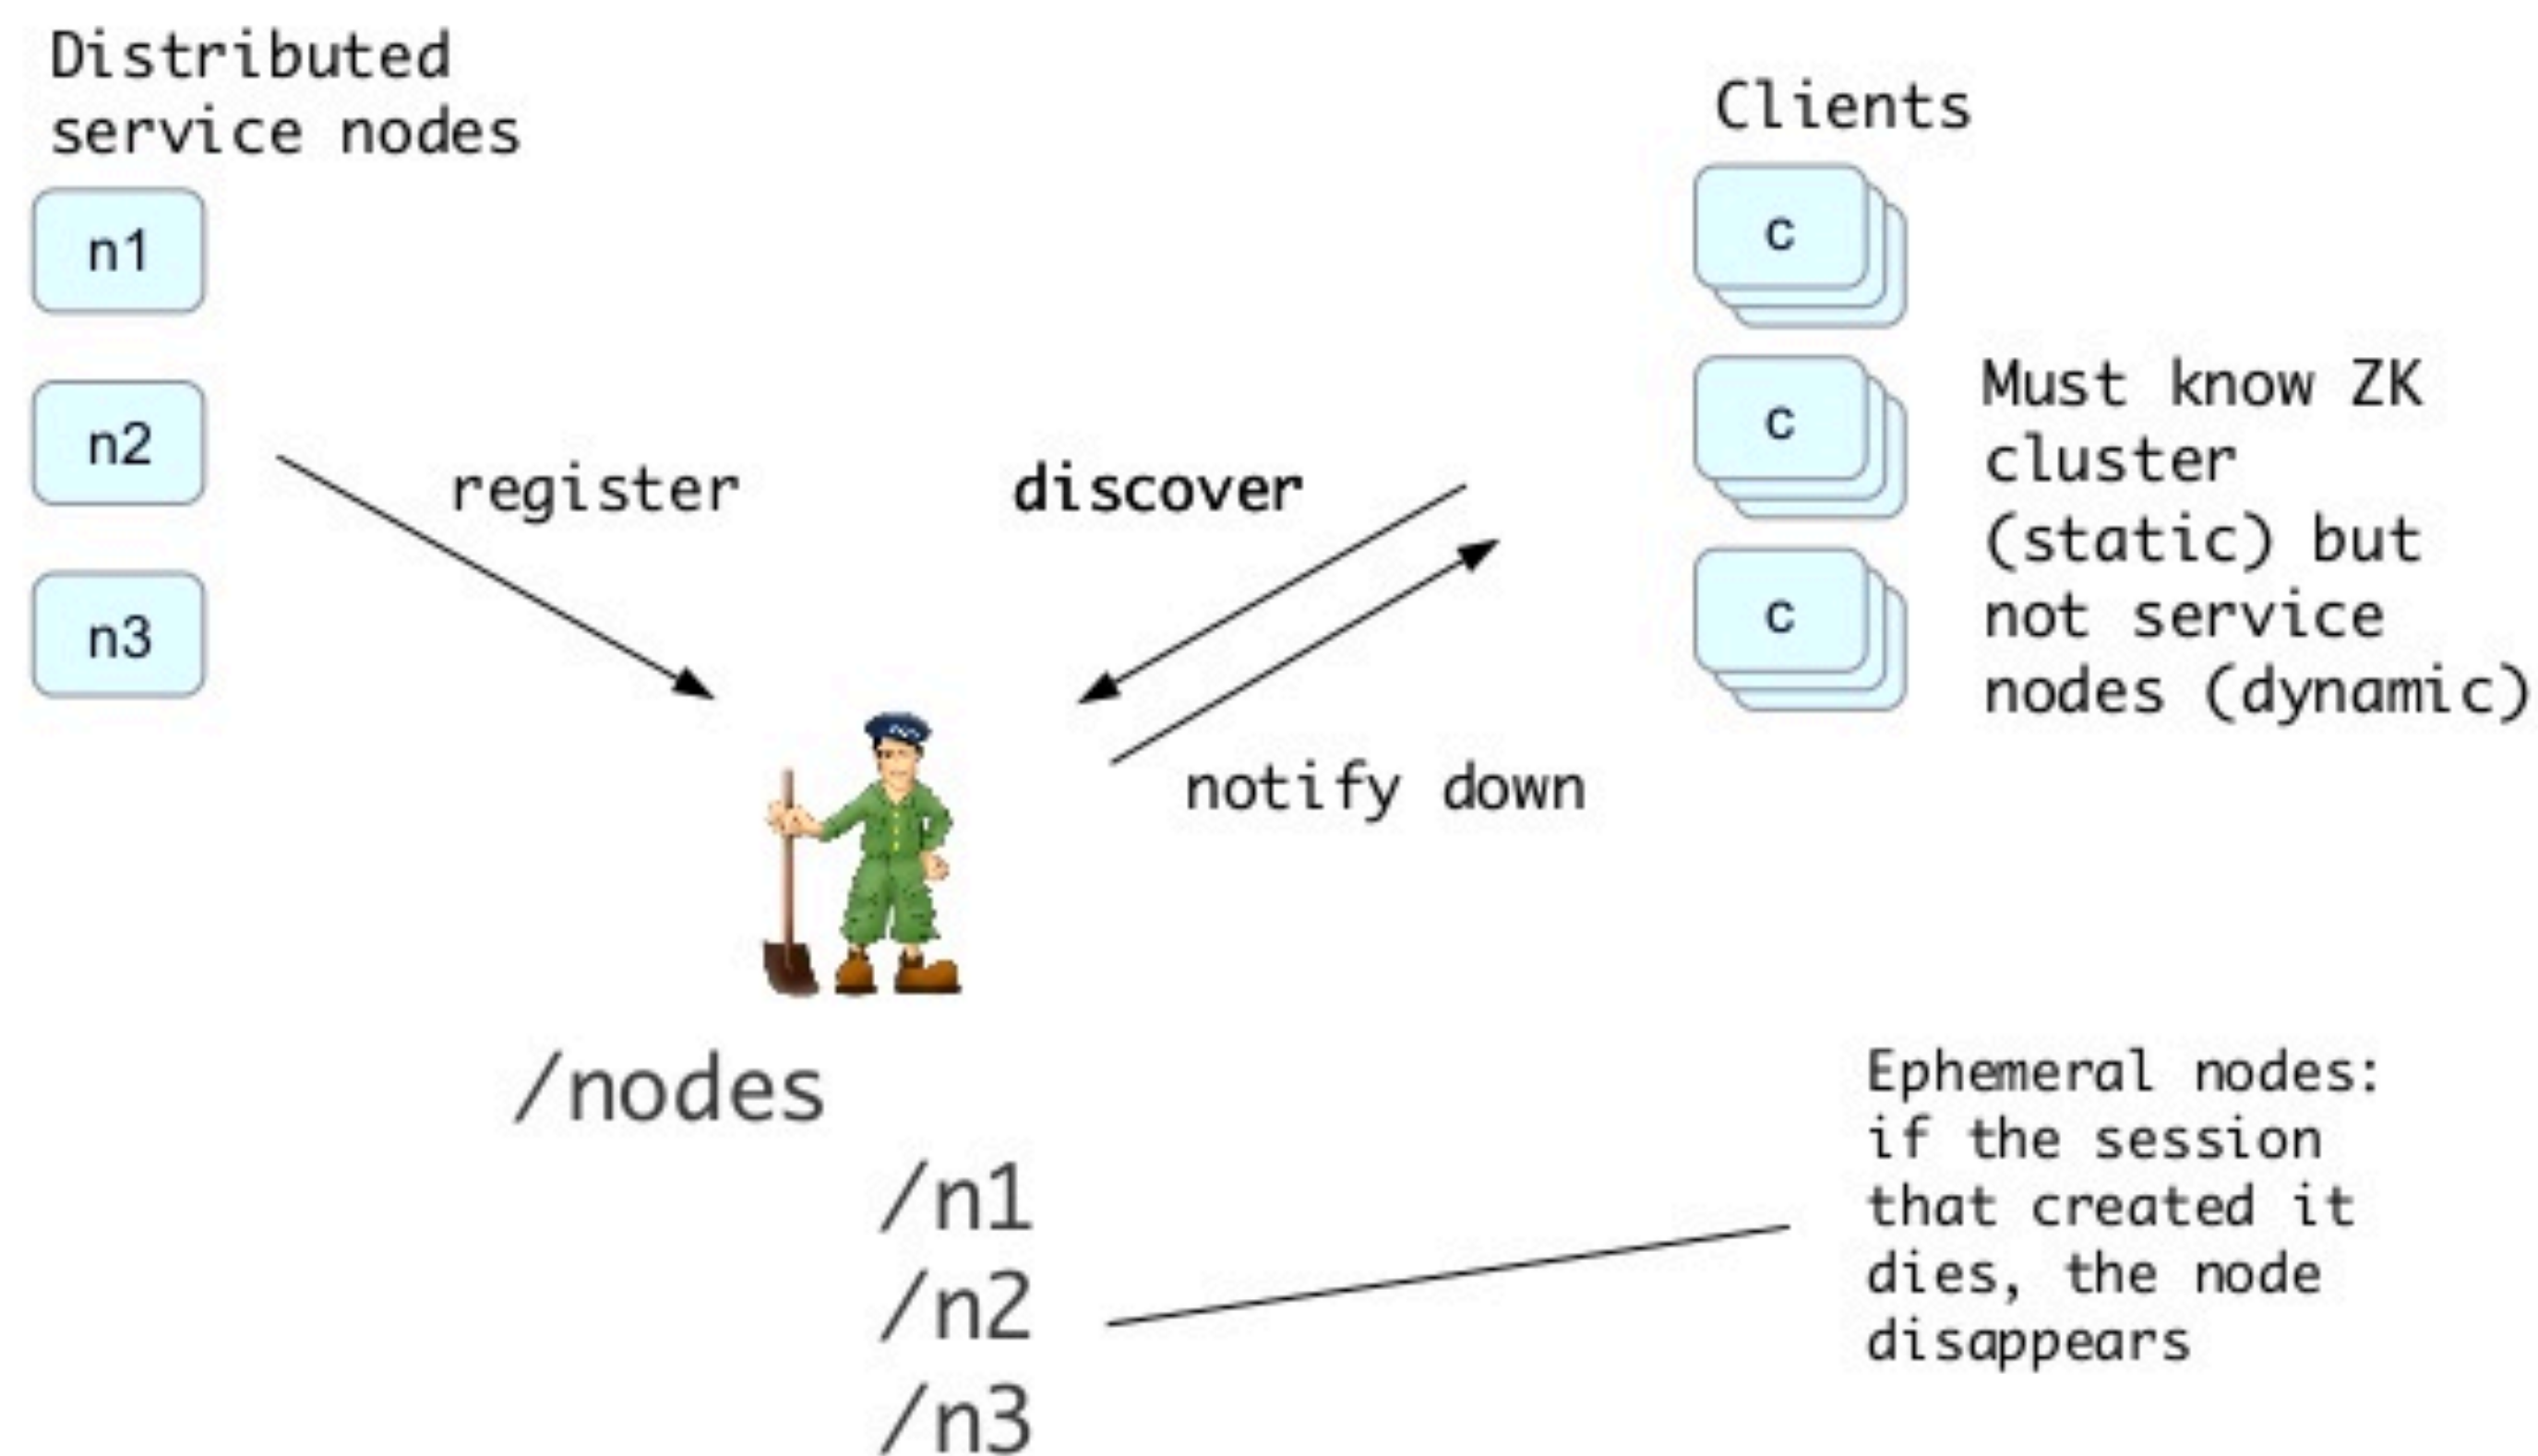 Distributed
service nodes
n1
n2
n3
register
discover
notify down
Clients
c
c
c
Must know ZK
cluster
(static) but
not service
nodes (dynamic)
/nodes
/n1
/n2
/n3
Ephemeral nodes:
if the session
that created it
dies, the node
disappears